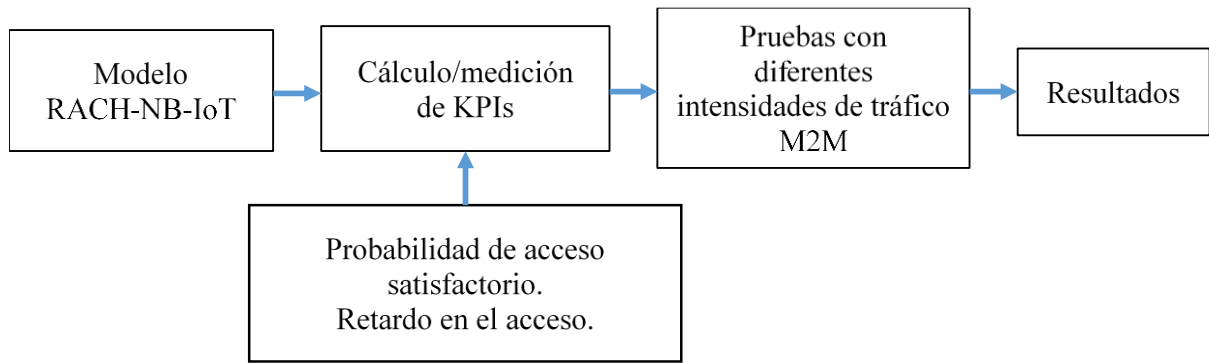 Modelo
RACH-NB-IoT
Cálculo/medición
de KPIs
Pruebas con
diferentes
intensidades de tráfico
M2M
Resultados
Probabilidad de acceso
satisfactorio.
Retardo en el acceso.